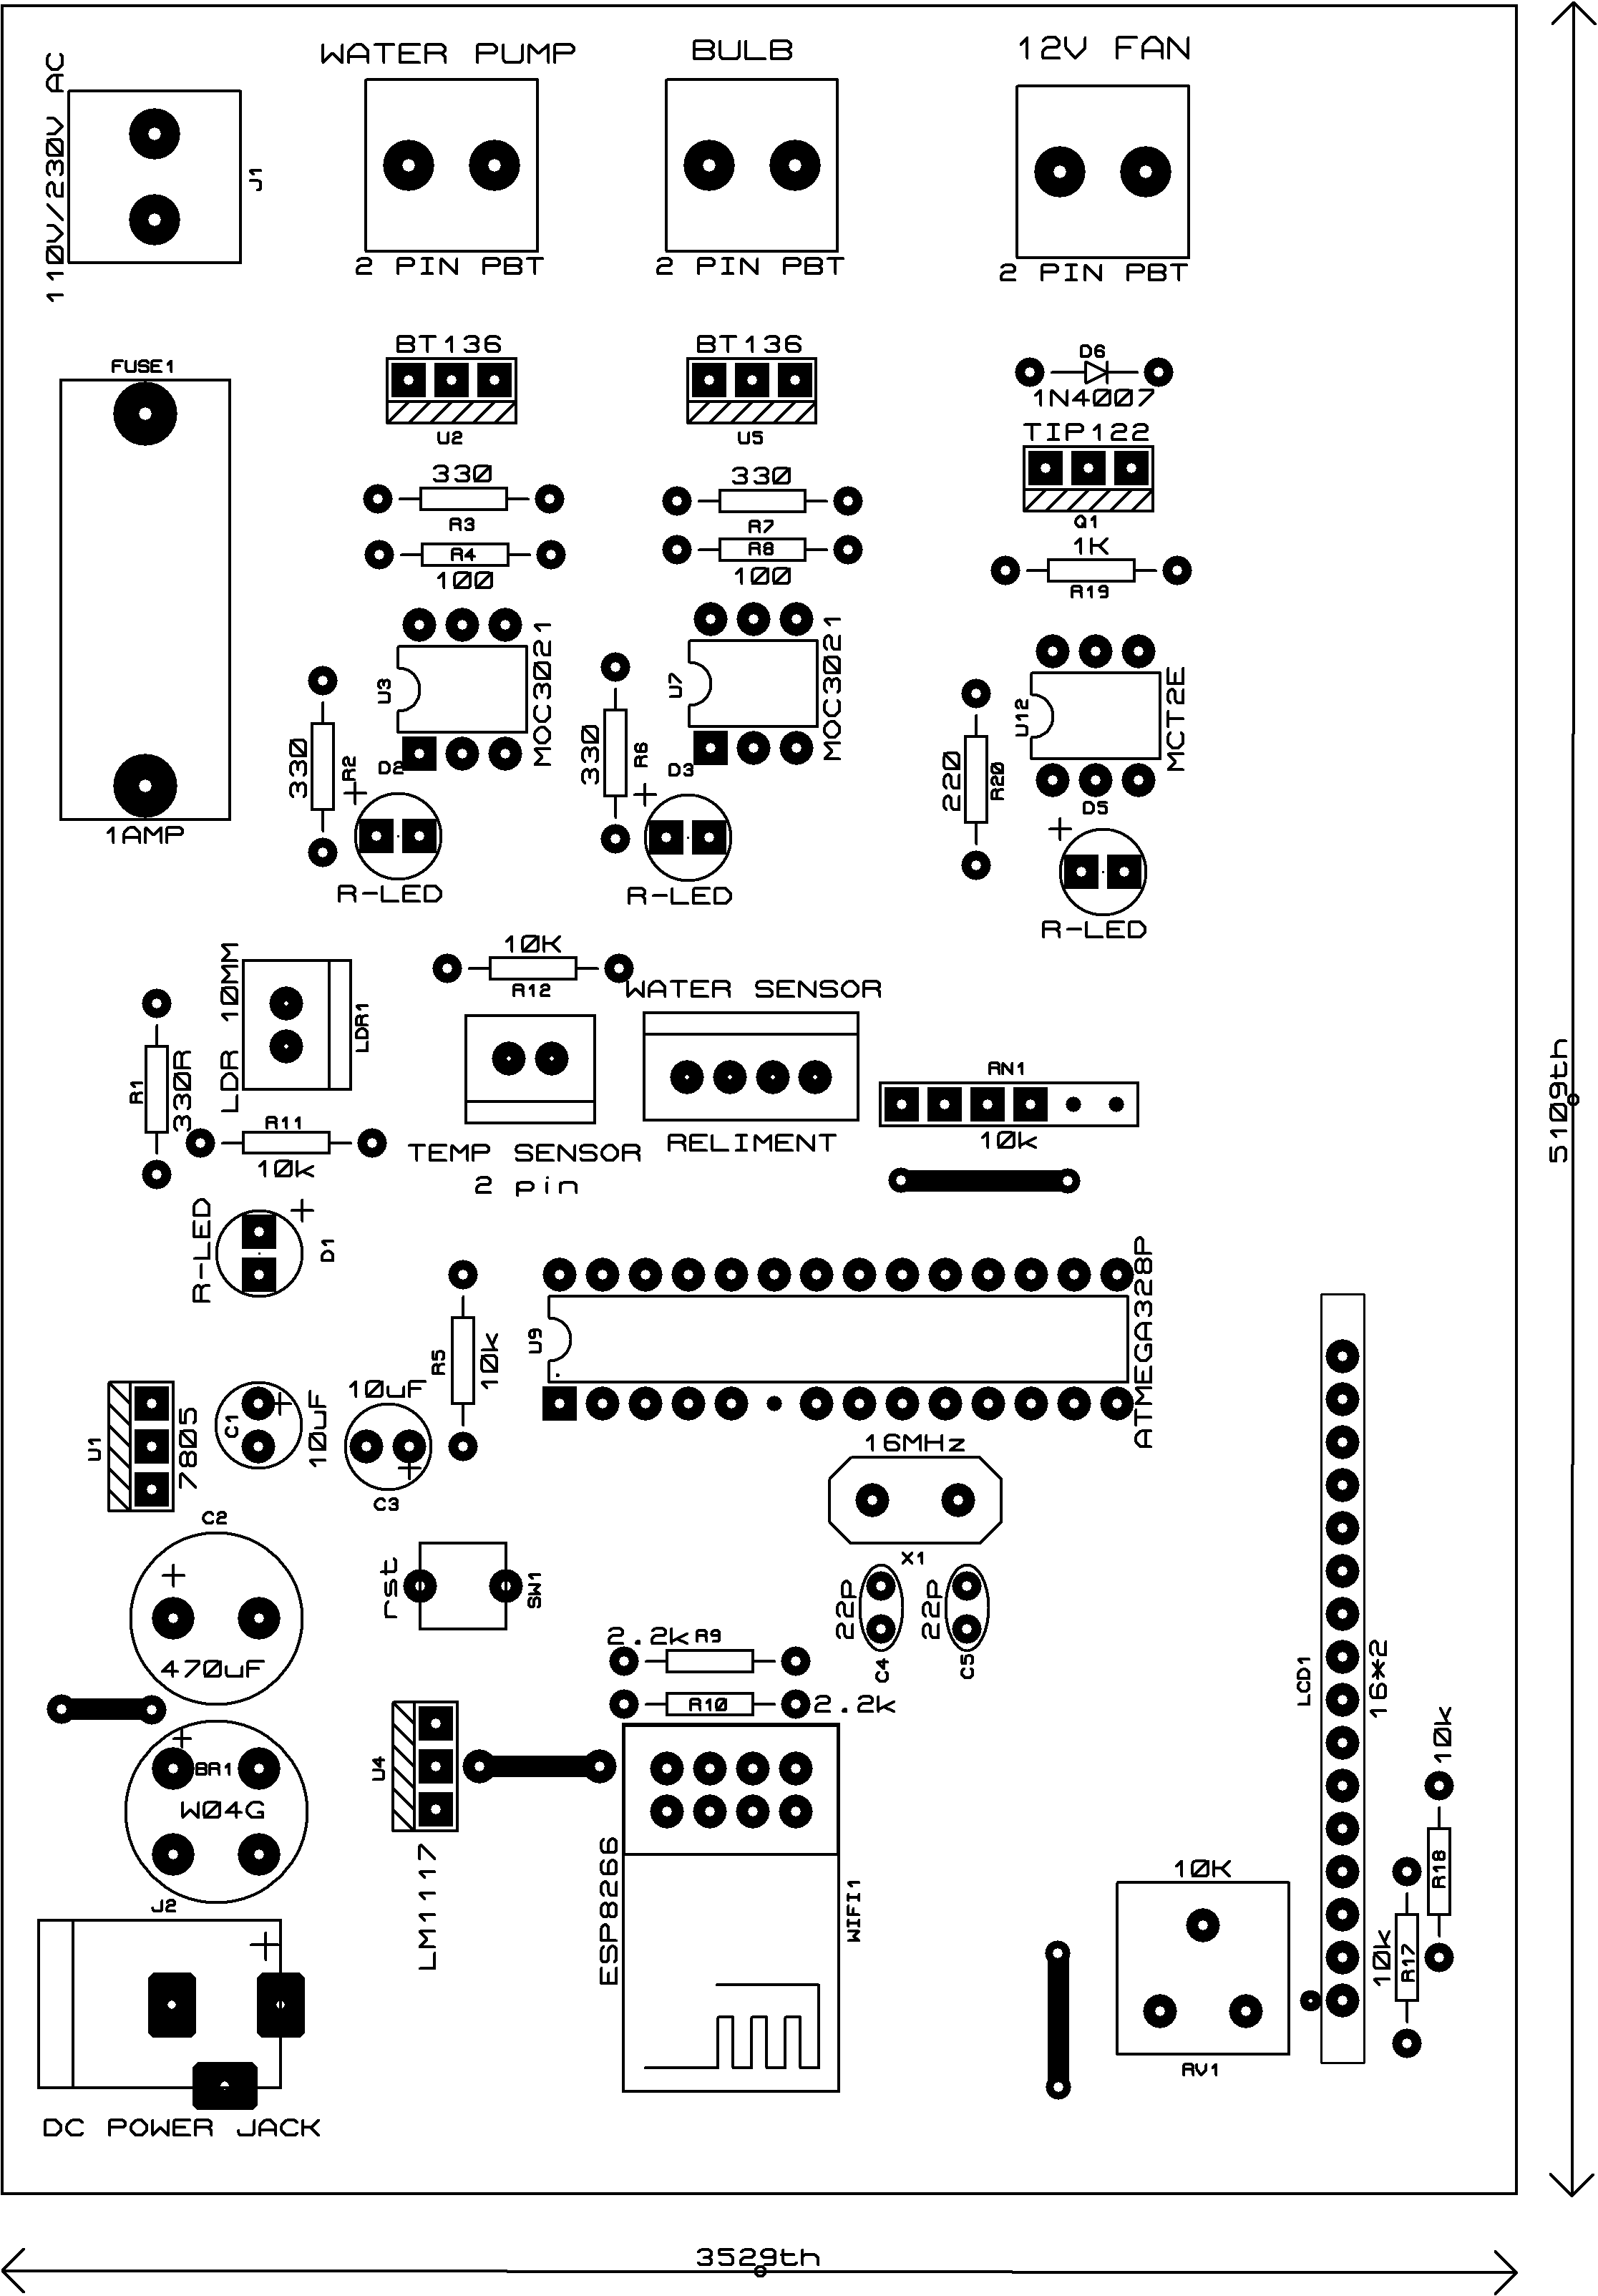 WATER PUMP
BULB
12V FAN
110V/230V AC
J1
2 PIN PBT
2 PIN PBT
2 PIN PBT
BT136
U2
BT136
U5
D6
1N4007
TIP122
Q1
FUSE1
1AMP
330
R3
R4
100
330
R7
R8
100
1K
R19
U3
MOC3021
U7
MOC3021
U12
MCT2E
330
R2
D2
R-LED
330
R6
D3
R-LED
220
R20
D5
R-LED
10K
R12
LDR 10MM
LDR1
WATER SENSOR
RELIMENT
R1
330R
R11
10k
TEMP SENSOR
2 pin
RN1
10k
R-LED
D1
R5
10k
U9
ATMEGA328P
U1
7805
C1
10uF
10uF
C3
16MHz
X1
C2
470uF
rst
SW1
22p
C4
22p
C5
2.2k R9
R10 2.2k
LCD1
16*2
BR1
W04G
U4
LM1117
ESP8266
WIFI1
10k
R18
10k
R17
10K
RV1
J2
DC POWER JACK
5109th
3529th